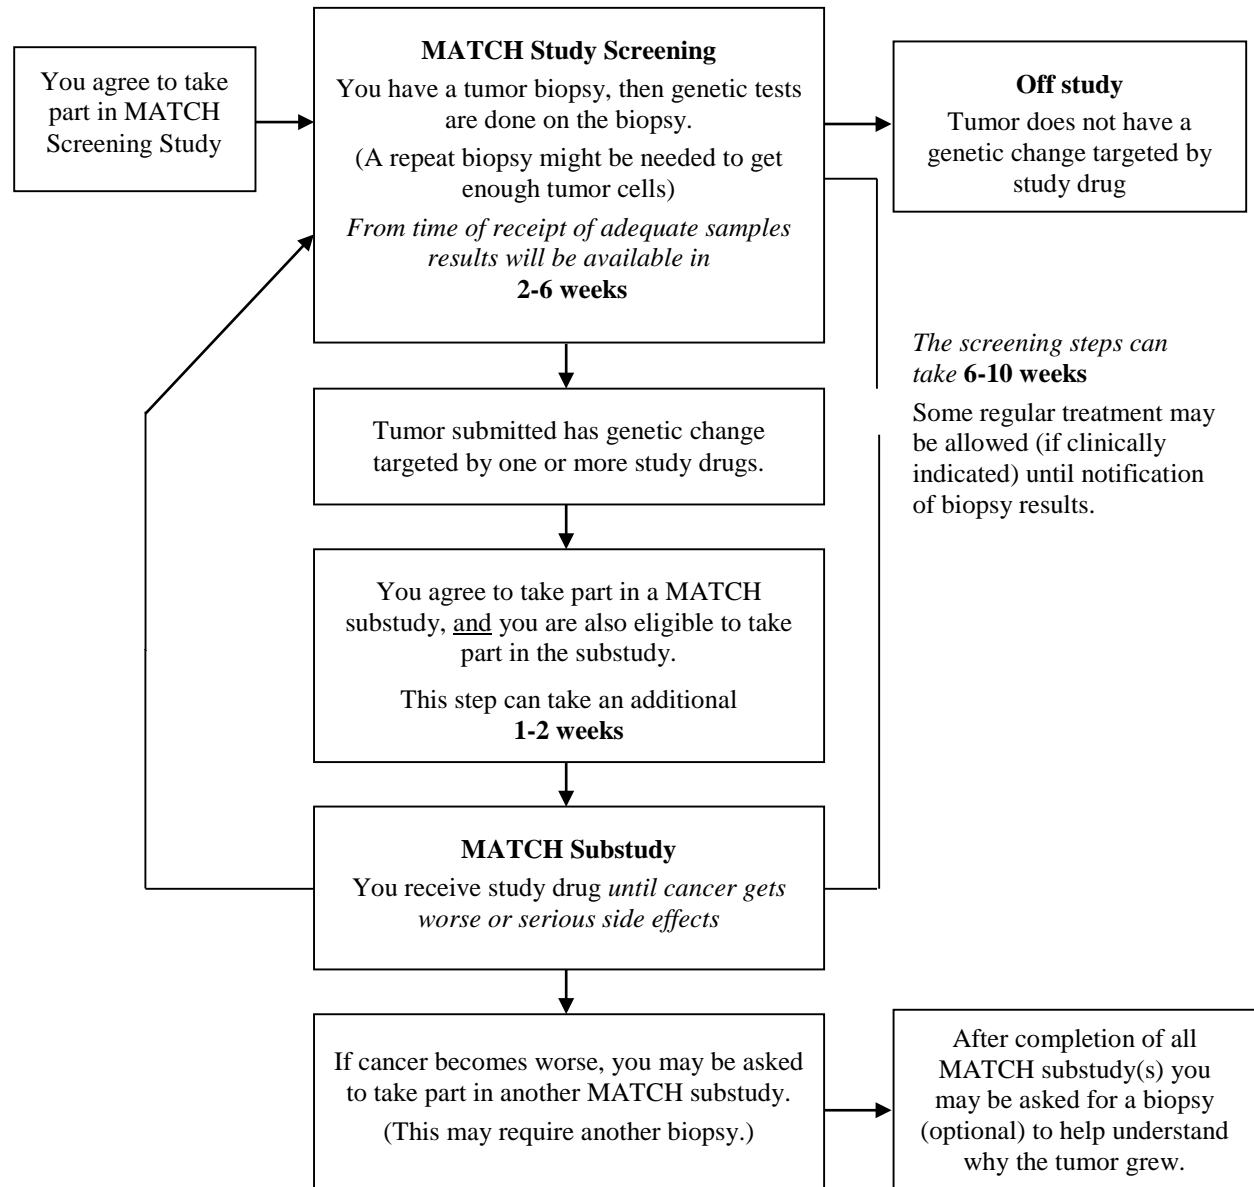 You agree to take
part in MATCH
Screening Study
MATCH Study Screening
You have a tumor biopsy, then genetic tests
are done on the biopsy.
(A repeat biopsy might be needed to get
enough tumor cells)
From time of receipt of adequate samples
results will be available in
2-6 weeks
Off study
Tumor does not have a
genetic change targeted by
study drug
The screening steps can
take 6-10 weeks
Some regular treatment may
be allowed (if clinically
indicated) until notification
of biopsy results.
Tumor submitted has genetic change
targeted by one or more study drugs.
You agree to take part in a MATCH
substudy, and you are also eligible to take
part in the substudy.
This step can take an additional
1-2 weeks
MATCH Substudy
You receive study drug until cancer gets
worse or serious side effects
If cancer becomes worse, you may be asked
to take part in another MATCH substudy.
(This may require another biopsy.)
After completion of all
MATCH substudy(s) you
may be asked for a biopsy
(optional) to help understand
why the tumor grew.